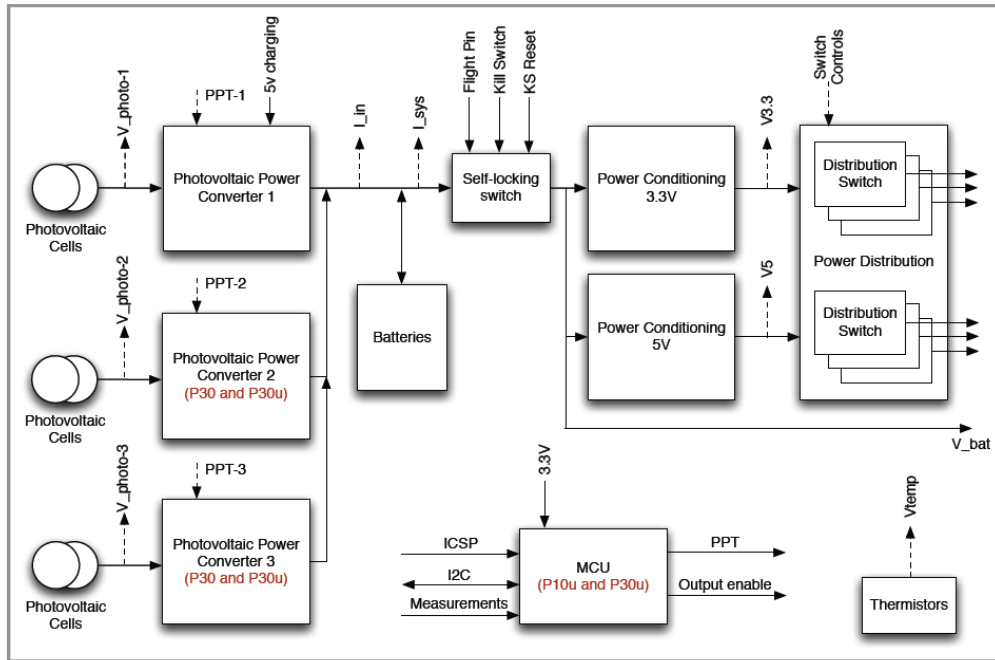 V_photo-1
PPT-1
5v charging
Photovoltaic Power
Converter 1
Photovoltaic
Cells
I_in
I_sys
Flight Pin
Kill Switch
KS Reset
Self-locking
switch
Power Conditioning
3.3V
V3.3
Switch
Controls
Distribution
Switch
Power Distribution
Distribution
Switch
V_photo-2
PPT-2
Photovoltaic Power
Converter 2
(P30 and P30u)
Photovoltaic
Cells
Batteries
Power Conditioning
5V
V5
V_bat
V_photo-3
PPT-3
Photovoltaic Power
Converter 3
(P30 and P30u)
Photovoltaic
Cells
3.3V
ICSP
I2C
Measurements
MCU
(P10u and P30u)
PPT
Output enable
Vtemp
Thermistors